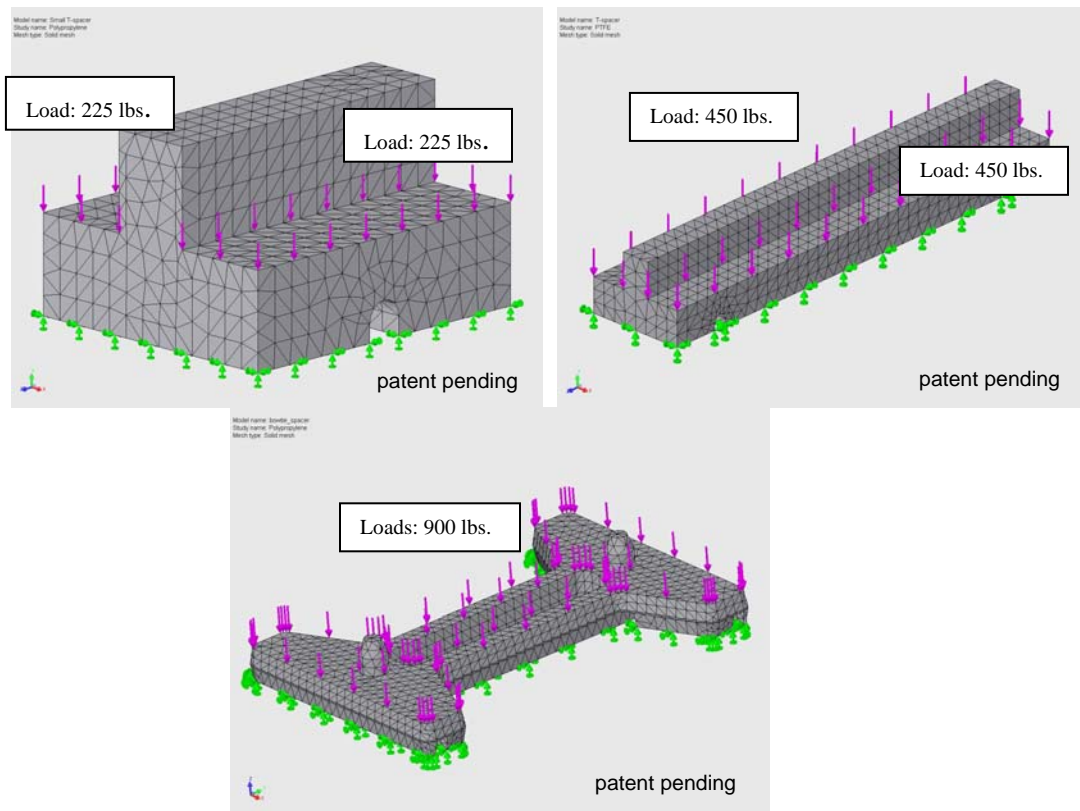 Model name: Small T-spacer
Study name: Polypropylene
Mesh type: Solid mesh
Load: 225 lbs.
Load: 225 lbs.
patent pending
Model name: T-spacer
Study name: PTFE
Mesh type: Solid mesh
Load: 450 lbs.
Load: 450 lbs.
patent pending
Model name: bowtie_spacer
Study name: Polypropylene
Mesh type: Solid mesh
Loads: 900 lbs.
patent pending